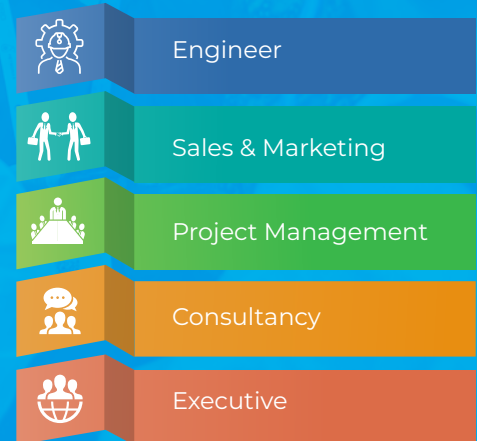 Engineer
Sales & Marketing
Project Management
Consultancy
Executive